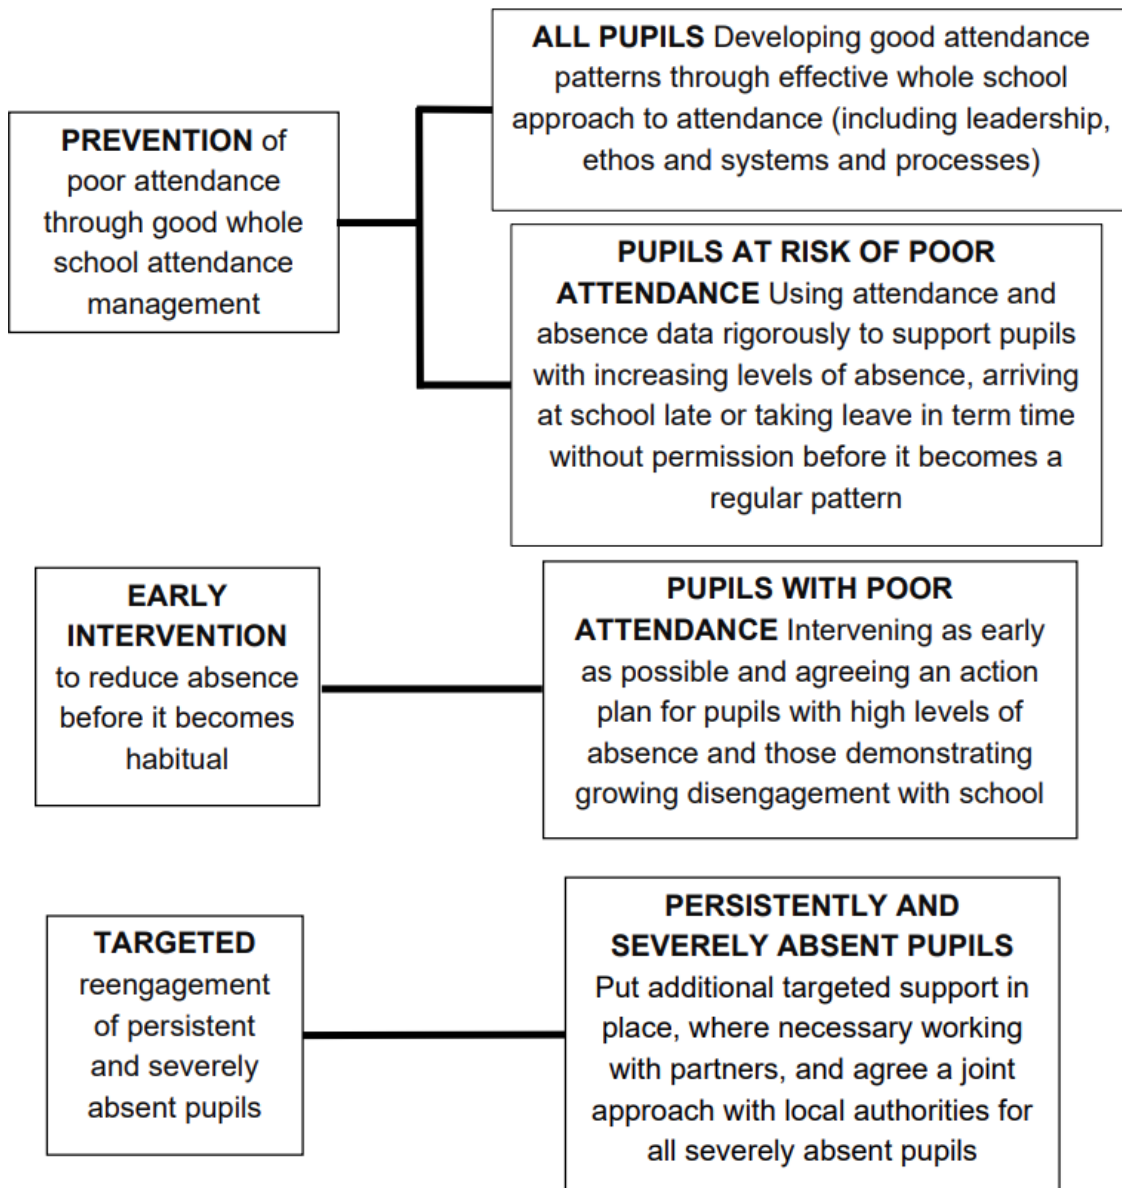 PREVENTION of
poor attendance
through good whole
school attendance
management
ALL PUPILS Developing good attendance
patterns through effective whole school
approach to attendance (including leadership,
ethos and systems and processes)
PUPILS AT RISK OF POOR
ATTENDANCE Using attendance and
absence data rigorously to support pupils
with increasing levels of absence, arriving
at school late or taking leave in term time
without permission before it becomes a
regular pattern
EARLY
INTERVENTION
to reduce absence
before it becomes
habitual
PUPILS WITH POOR
ATTENDANCE Intervening as early
as possible and agreeing an action
plan for pupils with high levels of
absence and those demonstrating
growing disengagement with school
TARGETED
reengagement
of persistent
and severely
absent pupils
PERSISTENTLY AND
SEVERELY ABSENT PUPILS
Put additional targeted support in
place, where necessary working
with partners, and agree a joint
approach with local authorities for
all severely absent pupils